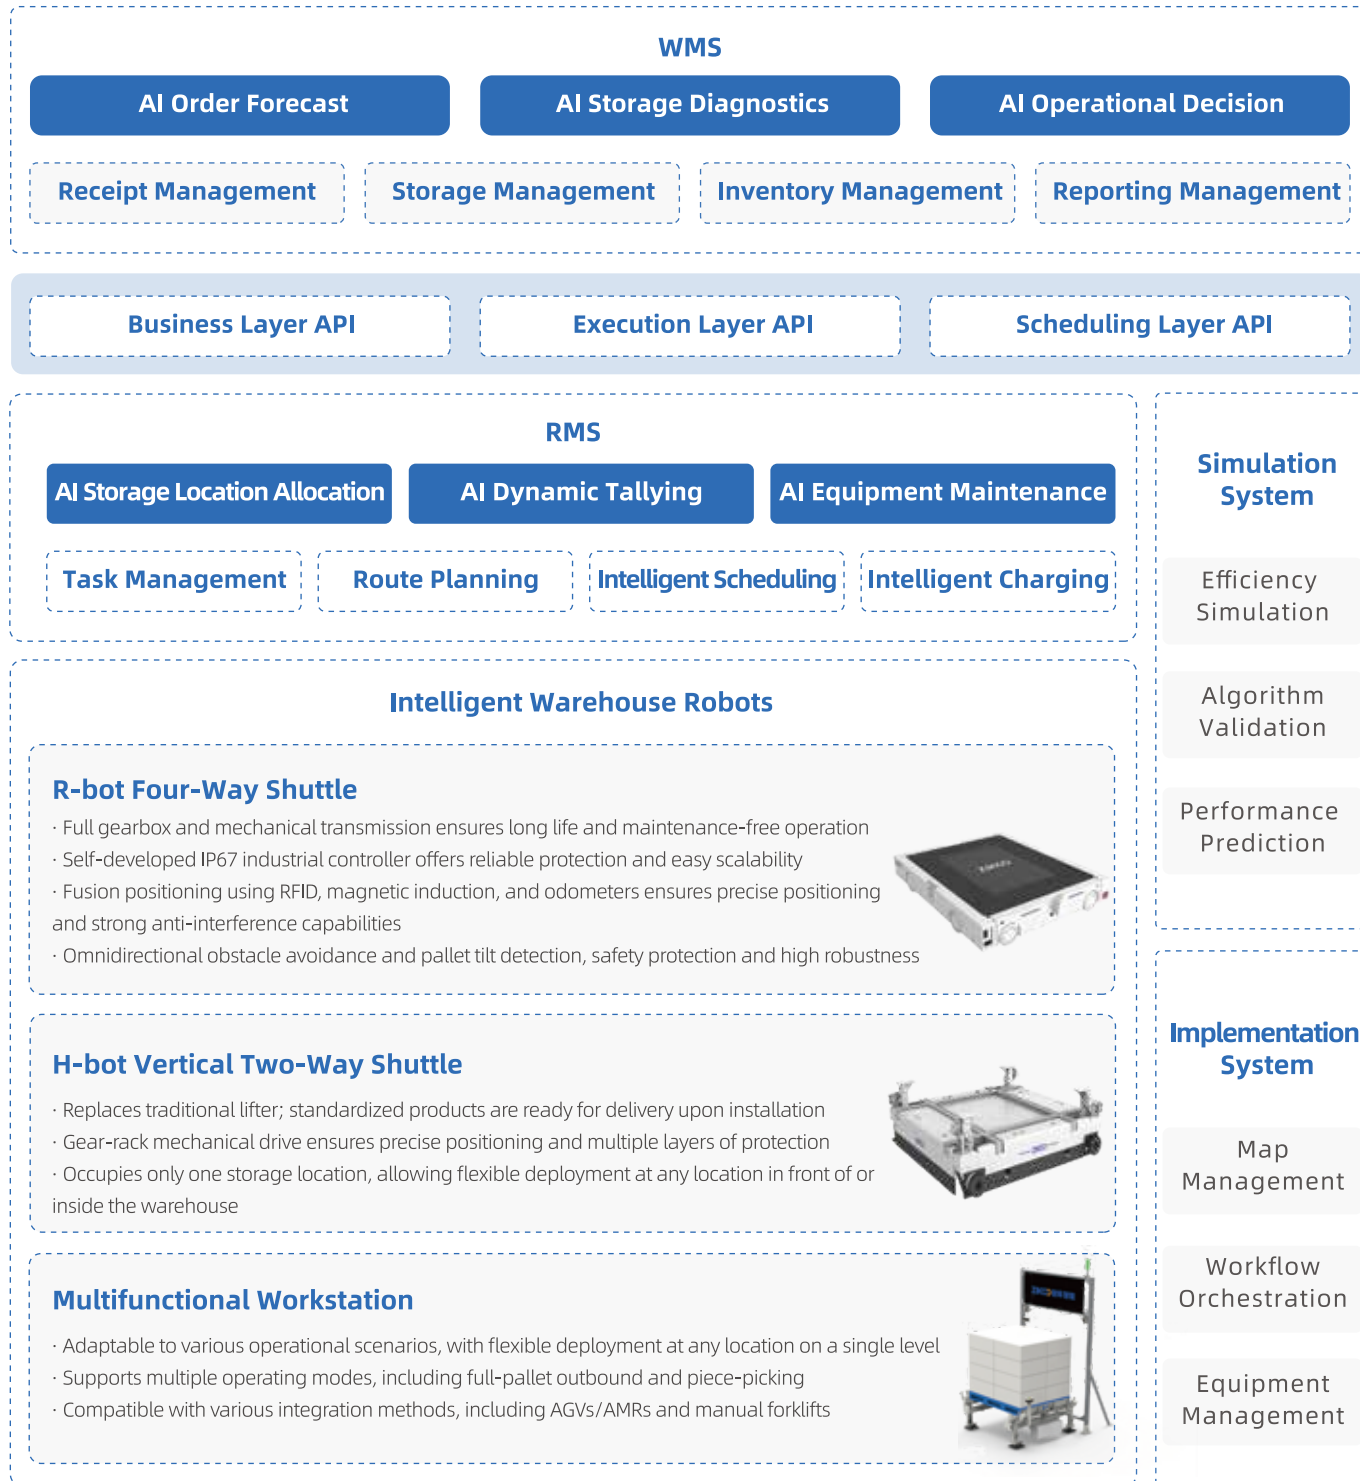 WMS
AI Order Forecast
AI Storage Diagnostics
AI Operational Decision
Receipt Management
Storage Management
Inventory Management
Reporting Management
Business Layer API
Execution Layer API
Scheduling Layer API
RMS
AI Storage Location Allocation
AI Dynamic Tallying
AI Equipment Maintenance
Task Management
Route Planning
Intelligent Scheduling
Intelligent Charging
Intelligent Warehouse Robots
R-bot Four-Way Shuttle
· Full gearbox and mechanical transmission ensures long life and maintenance-free operation
· Self-developed IP67 industrial controller offers reliable protection and easy scalability
· Fusion positioning using RFID, magnetic induction, and odometers ensures precise positioning
and strong anti-interference capabilities
· Omnidirectional obstacle avoidance and pallet tilt detection, safety protection and high robustness
H-bot Vertical Two-Way Shuttle
· Replaces traditional lifter; standardized products are ready for delivery upon installation
· Gear-rack mechanical drive ensures precise positioning and multiple layers of protection
· Occupies only one storage location, allowing flexible deployment at any location in front of or
inside the warehouse
Multifunctional Workstation
· Adaptable to various operational scenarios, with flexible deployment at any location on a single level
· Supports multiple operating modes, including full-pallet outbound and piece-picking
· Compatible with various integration methods, including AGVs/AMRs and manual forklifts
Simulation
System
Efficiency
Simulation
Algorithm
Validation
Performance
Prediction
Implementation
System
Map
Management
Workflow
Orchestration
Equipment
Management